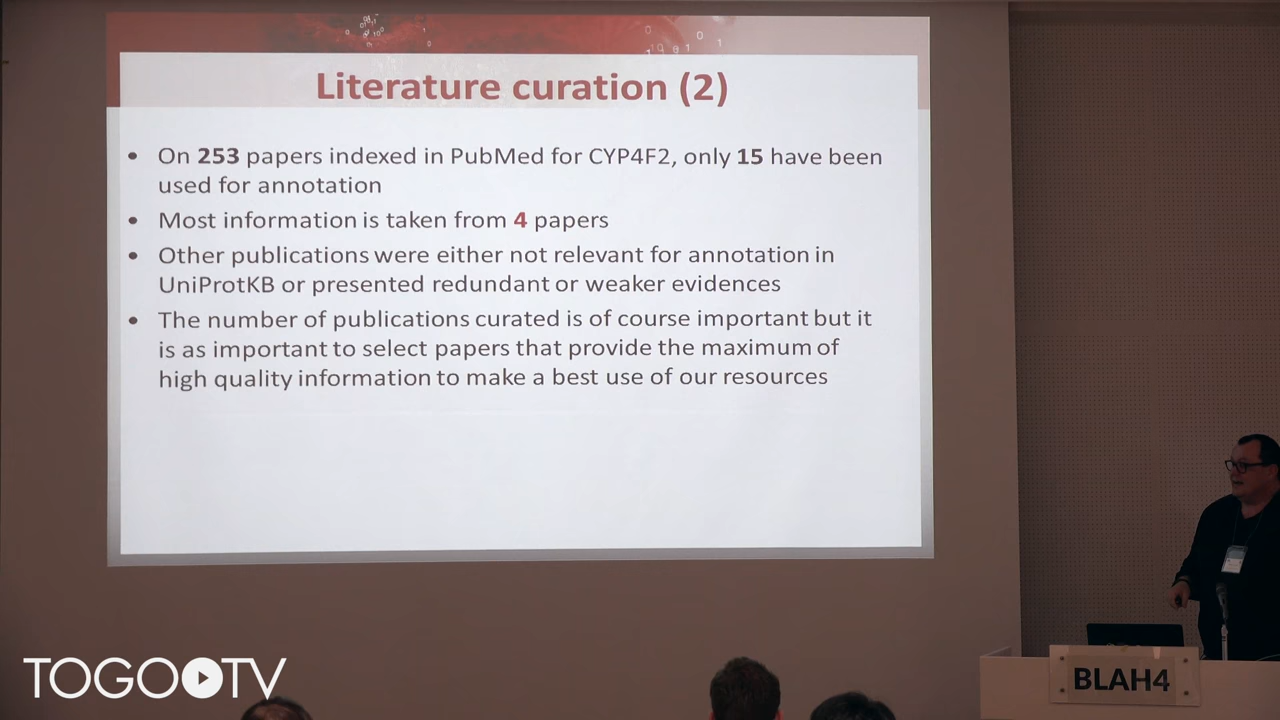 Literature curation (2)
• On 253 papers indexed in PubMed for CYP4F2, only 15 have been
used for annotation
• Most information is taken from 4 papers
• Other publications were either not relevant for annotation in
UniProtKB or presented redundant or weaker evidences
• The number of publications curated is of course important but it
is as important to select papers that provide the maximum of
high quality information to make a best use of our resources
TOGOTV
BLAH4